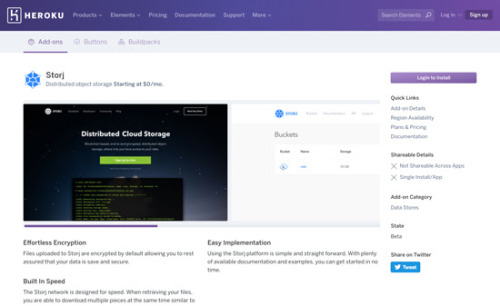 HEROKU
Products
Elements
Pricing
Documentation
Support
More
Search Elements
Log in
Sign up
Add-ons
Buttons
Buildpacks
Storj
Distributed object storage Starting at $0/mo.
Login to Install
Distributed Cloud Storage
Buckets
Quick Links
Add-on Details
Region Availability
Plans & Pricing
Documentation
Shareable Details
Not Shareable Across Apps
Single Install/App
Add-on Category
Data Stores
State
Beta
Share on Twitter
Tweet
Effortless Encryption
Files uploaded to Storj are encrypted by default allowing you to rest
assured that your data is save and secure.
Easy Implementation
Using the Storj platform is simple and straight forward. With plenty
of available documentation and examples, you can get started in no
time.
Built In Speed
The Storj network is designed for speed. When retrieving your files,
you are able to download multiple pieces at the same time similar to